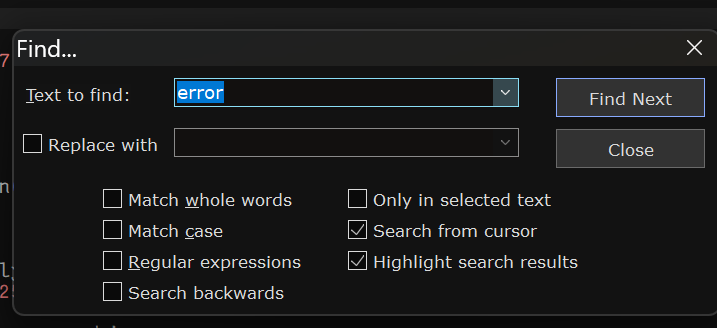 Find...
7
Text to find: error
Find Next
Replace with
Close
n
Match whole words
Only in selected text
Match case
Search from cursor
Regular expressions
Highlight search results
Search backwards